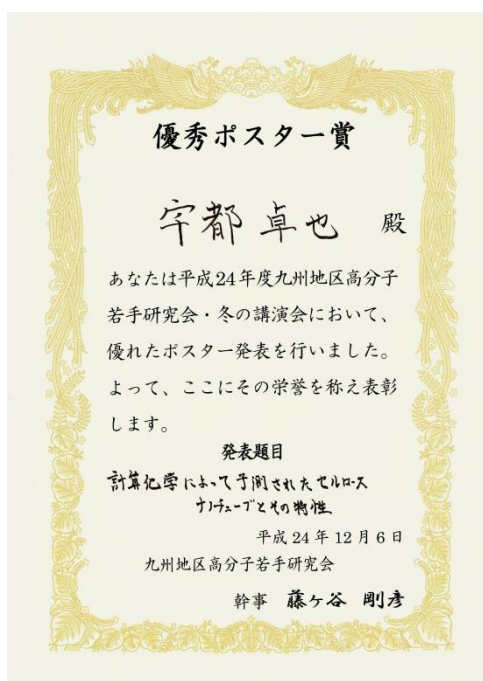 優秀ポスター賞
宇都卓也 殿
あなたは平成24年度九州地区高分子
若手研究会・冬の講演会において、
優れたポスター発表を行いました。
よって、ここにその栄誉を称え表彰
します。
発表題目
計算化学によって予測されたセルロース
ナノチューブとその特性
平成24年12月6日
九州地区高分子若手研究会
幹事 藤ヶ谷 剛彦